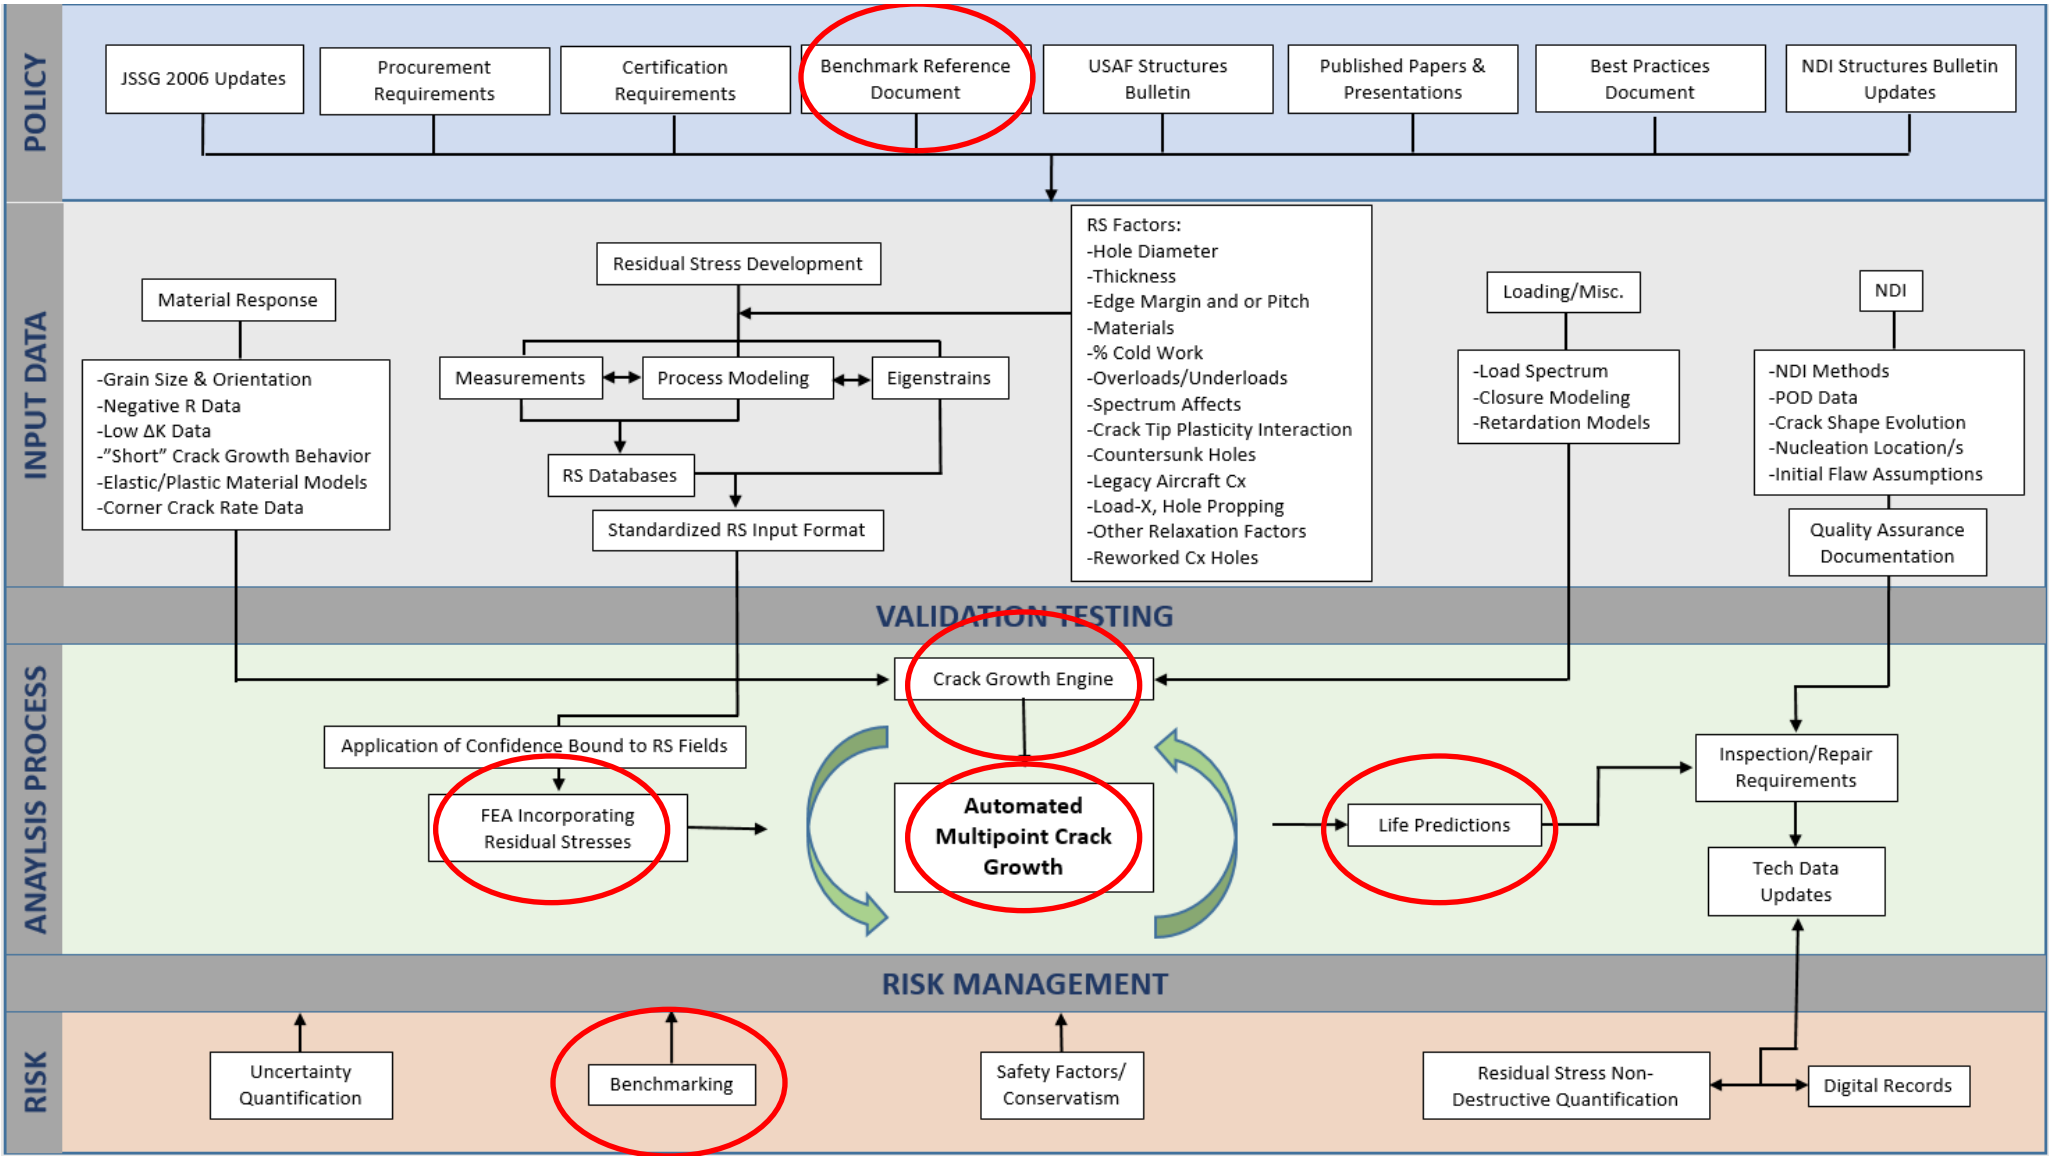 POLICY
JSSG 2006 Updates
Procurement
Requirements
Certification
Requirements
Benchmark Reference
Document
USAF Structures
Bulletin
Published Papers &
Presentations
Best Practices
Document
NDI Structures Bulletin
Updates
INPUT DATA
Material Response
-Grain Size & Orientation
-Negative R Data
-Low ΔK Data
-”Short” Crack Growth Behavior
-Elastic/Plastic Material Models
-Corner Crack Rate Data
Residual Stress Development
Measurements
Process Modeling
Eigenstrains
RS Databases
Standardized RS Input Format
RS Factors:
-Hole Diameter
-Thickness
-Edge Margin and or Pitch
-Materials
-% Cold Work
-Overloads/Underloads
-Spectrum Affects
-Crack Tip Plasticity Interaction
-Countersunk Holes
-Legacy Aircraft Cx
-Load-X, Hole Propping
-Other Relaxation Factors
-Reworked Cx Holes
Loading/Misc.
-Load Spectrum
-Closure Modeling
-Retardation Models
NDI
-NDI Methods
-POD Data
-Crack Shape Evolution
-Nucleation Location/s
-Initial Flaw Assumptions
Quality Assurance
Documentation
VALIDATION TESTING
ANAYLSIS PROCESS
Crack Growth Engine
Application of Confidence Bound to RS Fields
FEA Incorporating
Residual Stresses
Automated
Multipoint Crack
Growth
Life Predictions
Inspection/Repair
Requirements
Tech Data
Updates
RISK MANAGEMENT
RISK
Uncertainty
Quantification
Benchmarking
Safety Factors/
Conservatism
Residual Stress Non-
Destructive Quantification
Digital Records